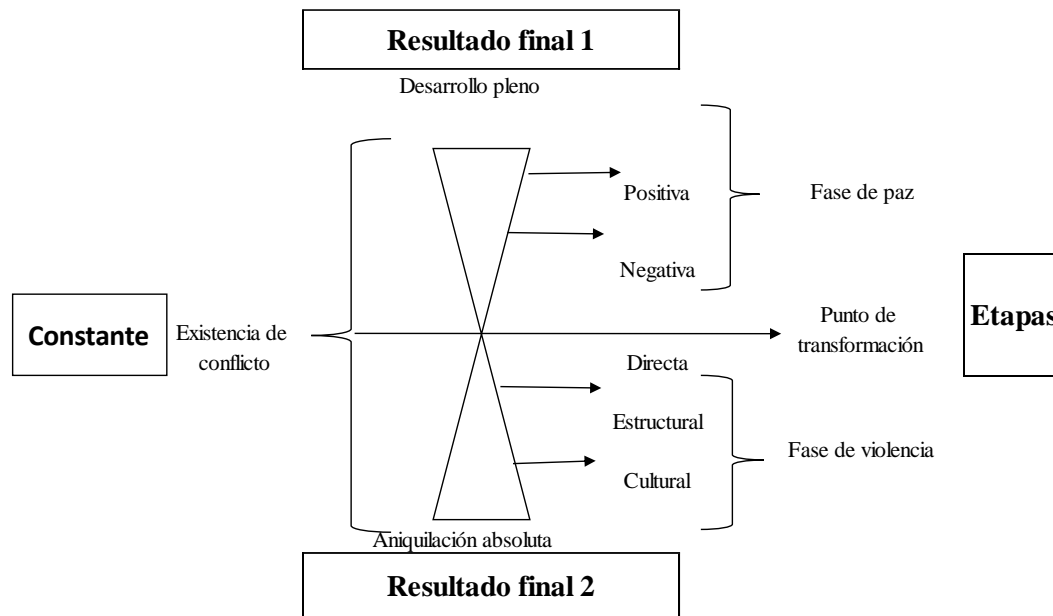 Resultado final 1
Desarrollo pleno
Positiva
Fase de paz
Negativa
Constante
Existencia de
conflicto
Punto de
transformación
Etapas
Directa
Estructural
Fase de violencia
Cultural
Aniquilación absoluta
Resultado final 2